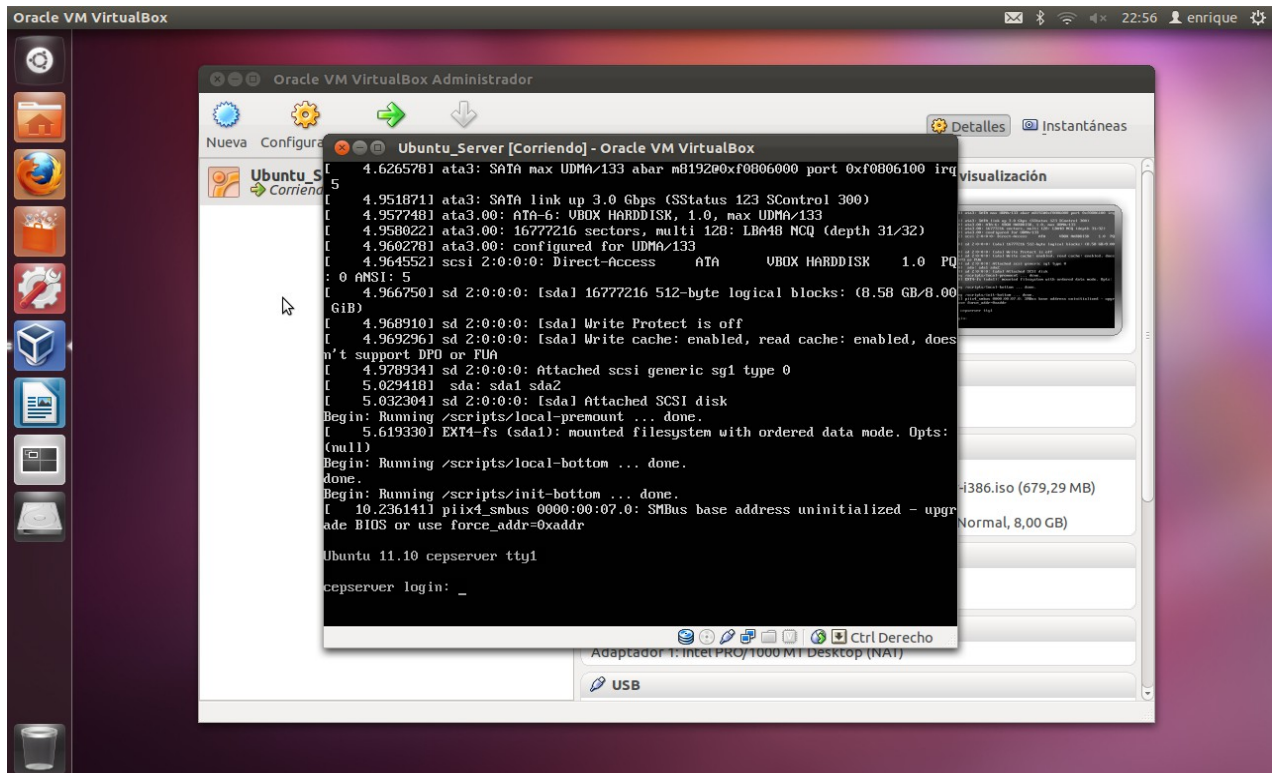 Oracle VM VirtualBox
22:56 enrique
Oracle VM VirtualBox Administrador
Nueva Configura
Detalles Instantáneas
Ubuntu_S
Corriend
visualización
Ubuntu_Server [Corriendo] - Oracle VM VirtualBox
[ 4.626578] ata3: SATA max UDMA/133 abar m8192@0xf0806000 port 0xf0806100 irq
5
[ 4.951871] ata3: SATA link up 3.0 Gbps (SStatus 123 SControl 300)
[ 4.957748] ata3.00: ATA-6: VBOX HARDDISK, 1.0, max UDMA/133
[ 4.958022] ata3.00: 16777216 sectors, multi 128: LBA48 NCQ (depth 31/32)
[ 4.960278] ata3.00: configured for UDMA/133
[ 4.964552] scsi 2:0:0:0: Direct-Access ATA VBOX HARDDISK 1.0 PQ
: 0 ANSI: 5
[ 4.966750] sd 2:0:0:0: [sda] 16777216 512-byte logical blocks: (8.58 GB/8.00
GiB)
[ 4.968910] sd 2:0:0:0: [sda] Write Protect is off
[ 4.969296] sd 2:0:0:0: [sda] Write cache: enabled, read cache: enabled, does
n't support DPO or FUA
[ 4.978934] sd 2:0:0:0: Attached scsi generic sg1 type 0
[ 5.029418] sda: sda1 sda2
[ 5.032304] sd 2:0:0:0: [sda] Attached SCSI disk
Begin: Running /scripts/local-premount ... done.
[ 5.619330] EXT4-fs (sda1): mounted filesystem with ordered data mode. Opts:
(null)
Begin: Running /scripts/local-bottom ... done.
done.
Begin: Running /scripts/init-bottom ... done.
[ 10.236141] piix4_smbus 0000:00:07.0: SMBus base address uninitialized - upgr
ade BIOS or use force_addr=0xaddr
Ubuntu 11.10 cepserver tty1
cepserver login: _
-i386.iso (679,29 MB)
Normal, 8,00 GB)
Ctrl Derecho
Adaptador 1: Intel PRO/1000 MT Desktop (NAT)
USB